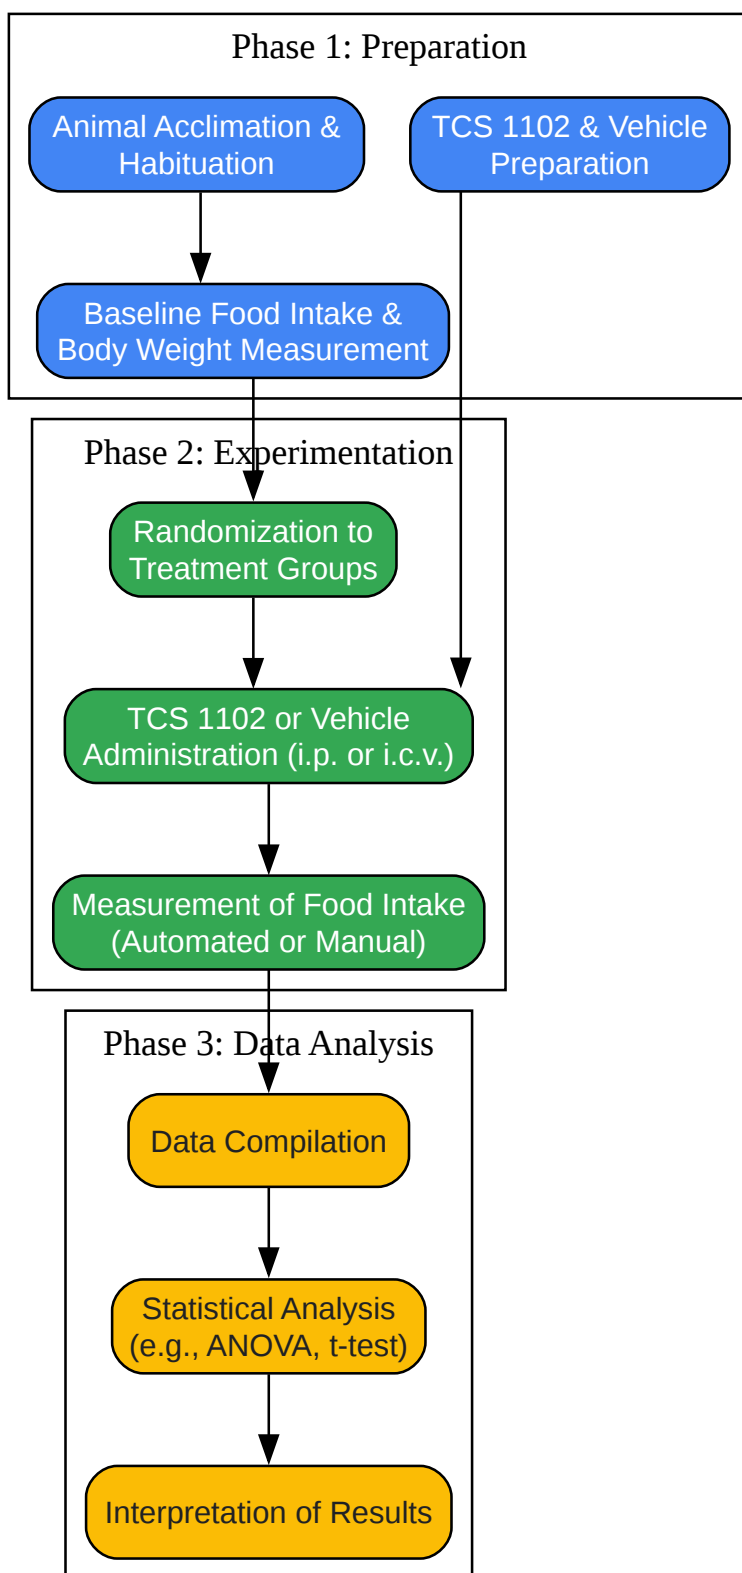 Phase 1: Preparation
Animal Acclimation &
Habituation
TCS 1102 & Vehicle
Preparation
Baseline Food Intake &
Body Weight Measurement
Phase 2: Experimentation
Randomization to
Treatment Groups
TCS 1102 or Vehicle
Administration (i.p. or i.c.v.)
Measurement of Food Intake
(Automated or Manual)
Phase 3: Data Analysis
Data Compilation
Statistical Analysis
(e.g., ANOVA, t-test)
Interpretation of Results